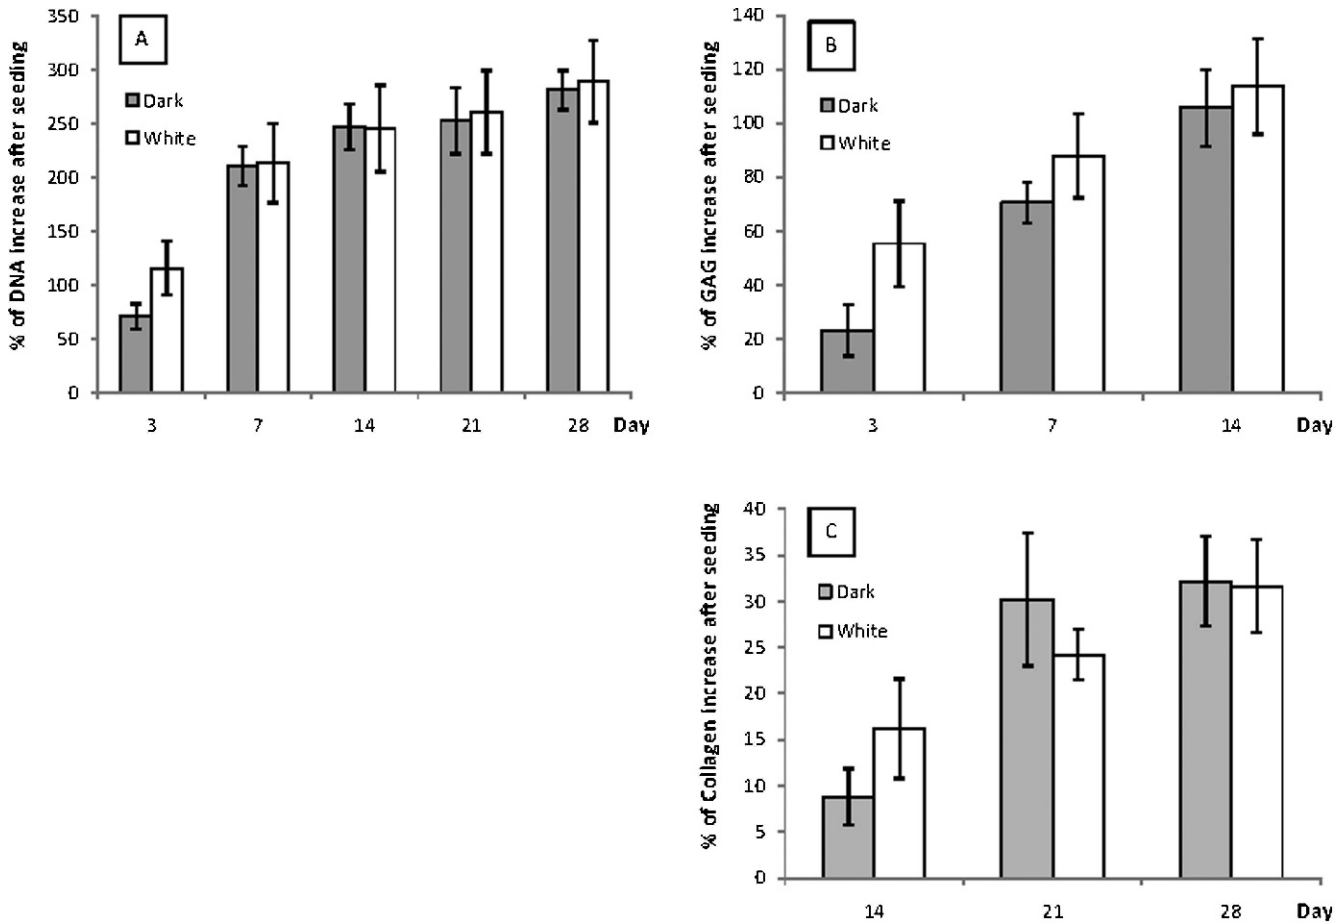 % of DNA increase after seeding
350
300
250
200
150
100
50
0
A
Dark
White
3 7 14 21 28 Day
% of GAG increase after seeding
140
120
100
80
60
40
20
0
B
Dark
White
3 7 14 Day
% of Collagen increase after seeding
40
35
30
25
20
15
10
5
0
C
Dark
White
14 21 28 Day